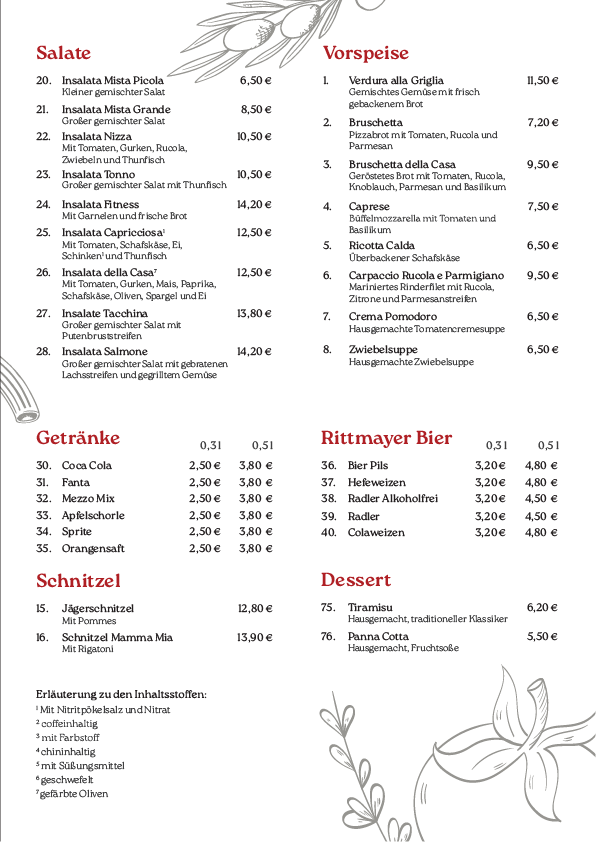 Salate
20. Insalata Mista Picola 6,50 €
Kleiner gemischter Salat
21. Insalata Mista Grande 8,50 €
Großer gemischter Salat
22. Insalata Nizza 10,50 €
Mit Tomaten, Gurken, Rucola,
Zwiebeln und Thunfisch
23. Insalata Tonno 10,50 €
Großer gemischter Salat mit Thunfisch
24. Insalata Fitness 14,20 €
Mit Garnelen und frische Brot
25. Insalata Capricciosa¹ 12,50 €
Mit Tomaten, Schafskäse, Ei,
Schinken¹ und Thunfisch
26. Insalata della Casa⁷ 12,50 €
Mit Tomaten, Gurken, Mais, Paprika,
Schafskäse, Oliven, Spargel und Ei
27. Insalate Tacchina 13,80 €
Großer gemischter Salat mit
Putenbruststreifen
28. Insalata Salmone 14,20 €
Großer gemischter Salat mit gebratenen
Lachsstreifen und gegrilltem Gemüse
Vorspeise
1. Verdura alla Griglia 11,50 €
Gemischtes Gemüse mit frisch
gebackenem Brot
2. Bruschetta 7,20 €
Pizzabrot mit Tomaten, Rucola und
Parmesan
3. Bruschetta della Casa 9,50 €
Geröstetes Brot mit Tomaten, Rucola,
Knoblauch, Parmesan und Basilikum
4. Caprese 7,50 €
Büffelmozzarella mit Tomaten und
Basilikum
5. Ricotta Calda 6,50 €
Überbackener Schafskäse
6. Carpaccio Rucola e Parmigiano 9,50 €
Mariniertes Rinderfilet mit Rucola,
Zitrone und Parmesanstreifen
7. Crema Pomodoro 6,50 €
Hausgemachte Tomatencremesuppe
8. Zwiebelsuppe 6,50 €
Hausgemachte Zwiebelsuppe
Getränke 0,3 l 0,5 l
30. Coca Cola 2,50 € 3,80 €
31. Fanta 2,50 € 3,80 €
32. Mezzo Mix 2,50 € 3,80 €
33. Apfelschorle 2,50 € 3,80 €
34. Sprite 2,50 € 3,80 €
35. Orangensaft 2,50 € 3,80 €
Rittmayer Bier 0,3 l 0,5 l
36. Bier Pils 3,20 € 4,80 €
37. Hefeweizen 3,20 € 4,80 €
38. Radler Alkoholfrei 3,20 € 4,50 €
39. Radler 3,20 € 4,50 €
40. Colaweizen 3,20 € 4,80 €
Schnitzel
15. Jägerschnitzel 12,80 €
Mit Pommes
16. Schnitzel Mamma Mia 13,90 €
Mit Rigatoni
Dessert
75. Tiramisu 6,20 €
Hausgemacht, traditioneller Klassiker
76. Panna Cotta 5,50 €
Hausgemacht, Fruchtsoße
Erläuterung zu den Inhaltsstoffen:
¹ Mit Nitritpökelsalz und Nitrat
² coffeinhaltig
³ mit Farbstoff
⁴ chininhaltig
⁵ mit Süßungsmittel
⁶ geschwefelt
⁷ gefärbte Oliven